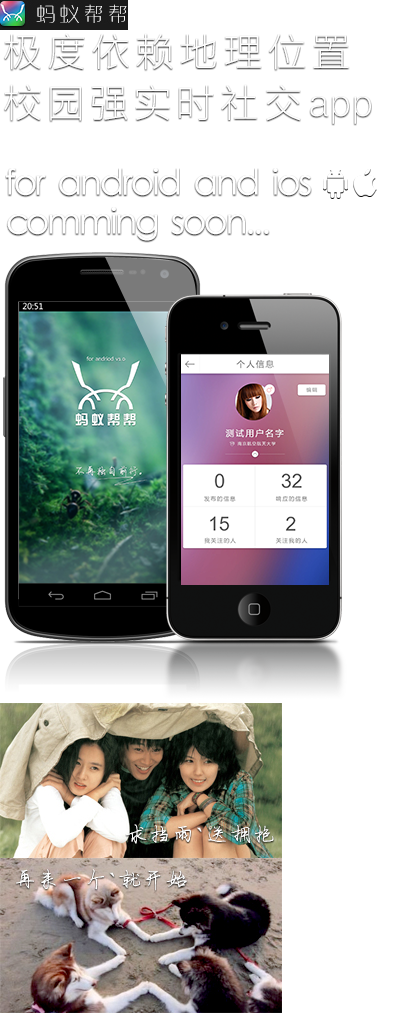 蚂蚁帮帮
极度依赖地理位置
校园强实时社交app
for android and ios
comming soon...
20:51
for andriod v1.0
蚂蚁帮帮
不再独自前行。
个人信息
编辑
测试用户名字
南京航空航天大学
0
32
发布的信息
响应的信息
15
2
我关注的人
关注我的人
求挡雨、送拥抱
再来一个、就开始